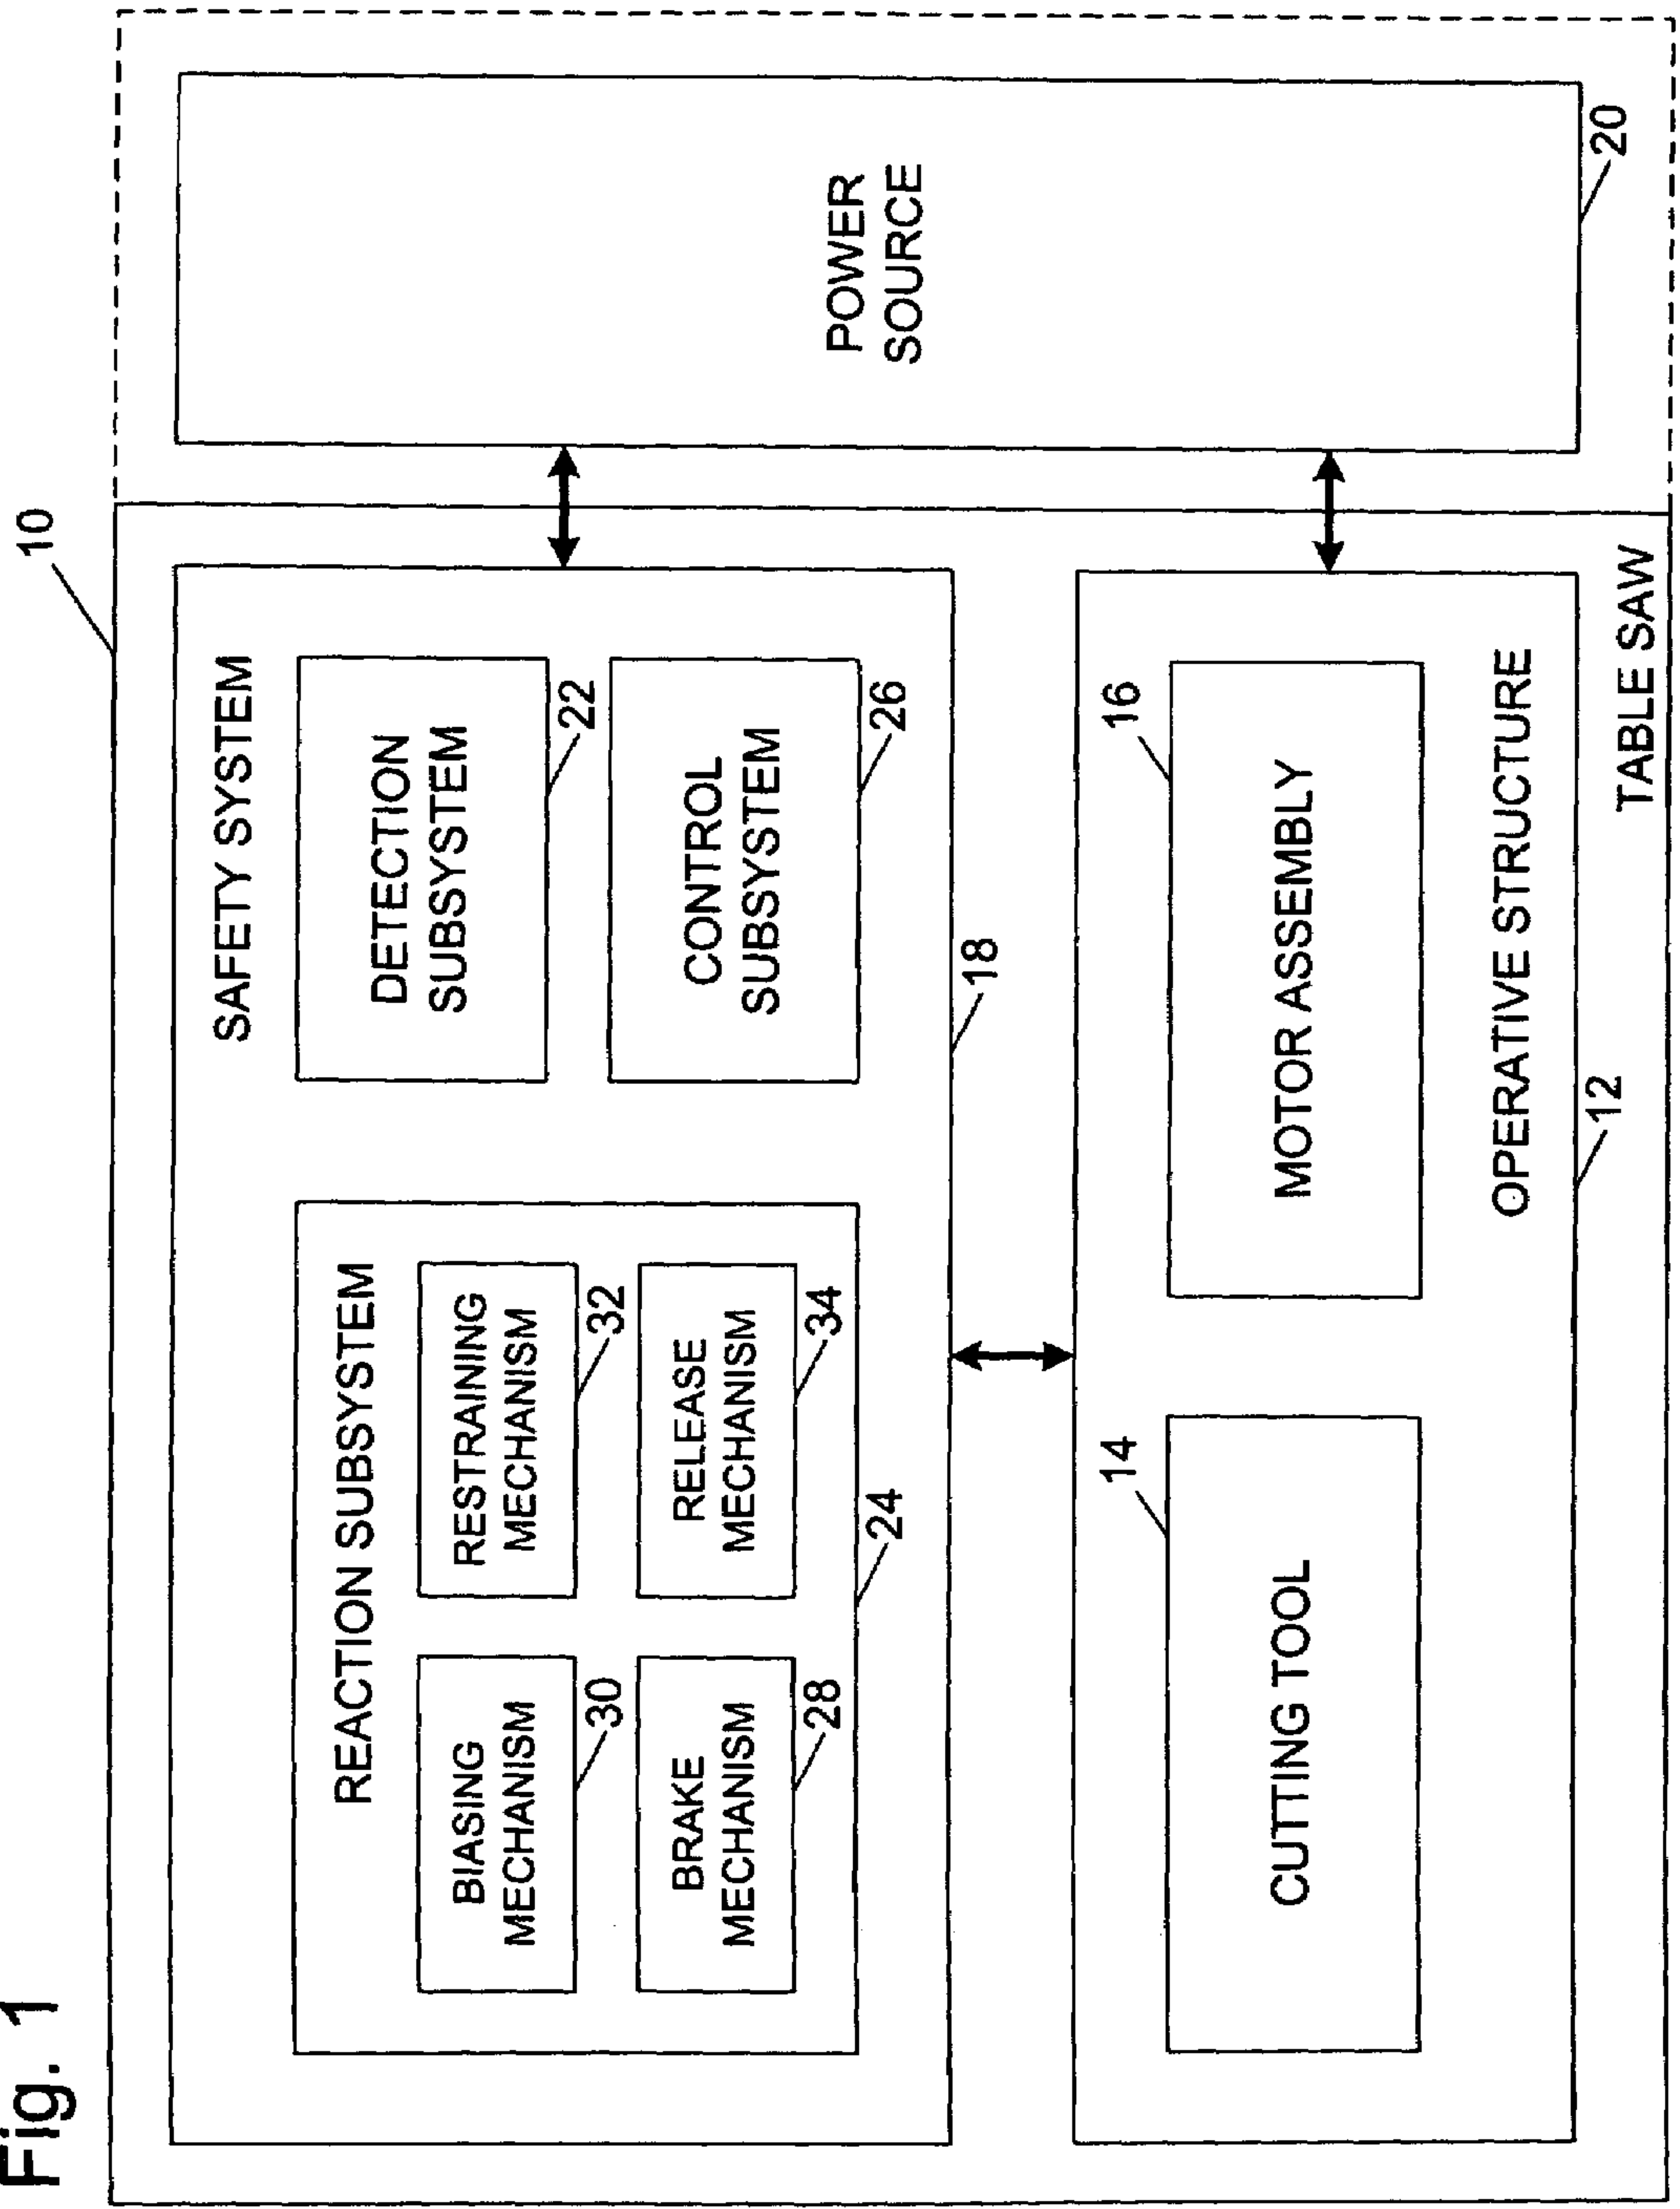 Fig. 1
10
SAFETY SYSTEM
REACTION SUBSYSTEM
BIASING
MECHANISM
30
RESTRAINING
MECHANISM
32
BRAKE
MECHANISM
28
RELEASE
MECHANISM
34
24
DETECTION
SUBSYSTEM
22
CONTROL
SUBSYSTEM
26
18
14
CUTTING TOOL
16
MOTOR ASSEMBLY
OPERATIVE STRUCTURE
12
TABLE SAW
POWER
SOURCE
20